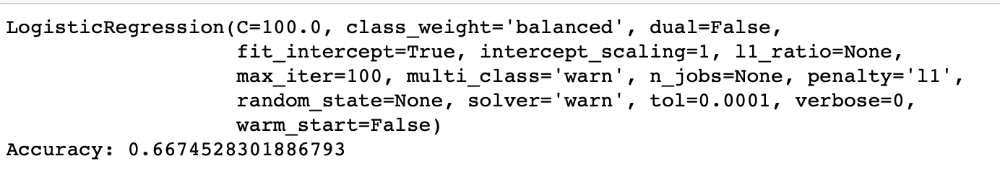 LogisticRegression(C=100.0, class_weight='balanced', dual=False,
fit_intercept=True, intercept_scaling=1, l1_ratio=None,
max_iter=100, multi_class='warn', n_jobs=None, penalty='l1',
random_state=None, solver='warn', tol=0.0001, verbose=0,
warm_start=False)
Accuracy: 0.6674528301886793